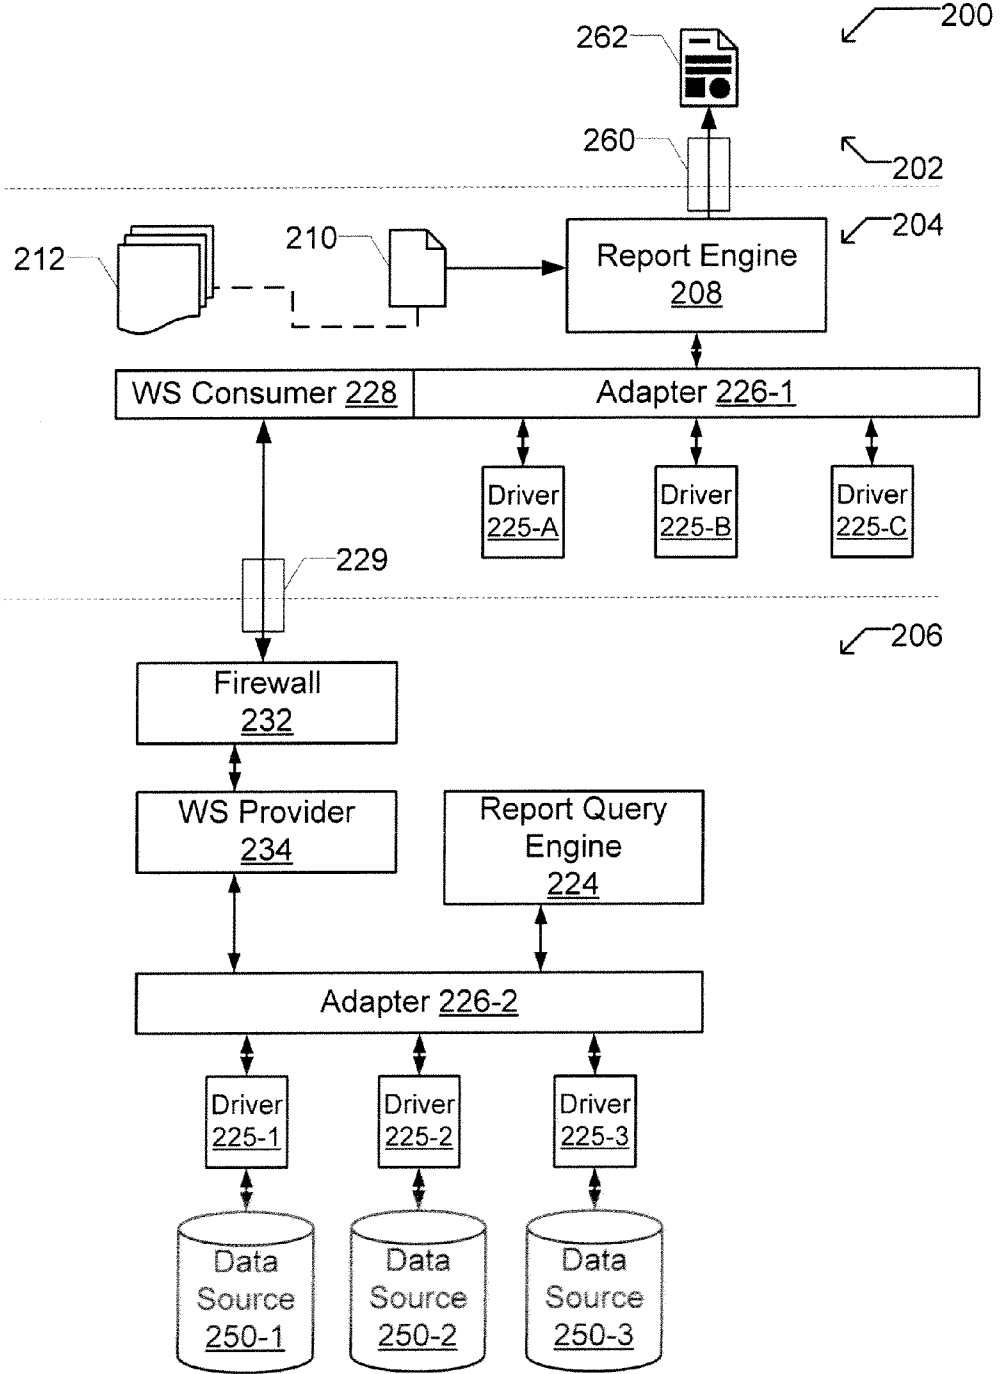 200
262
260
202
204
210
212
Report Engine
208
WS Consumer 228
Adapter 226-1
Driver
225-A
Driver
225-B
Driver
225-C
229
206
Firewall
232
WS Provider
234
Report Query
Engine
224
Adapter 226-2
Driver
225-1
Driver
225-2
Driver
225-3
Data
Source
250-1
Data
Source
250-2
Data
Source
250-3